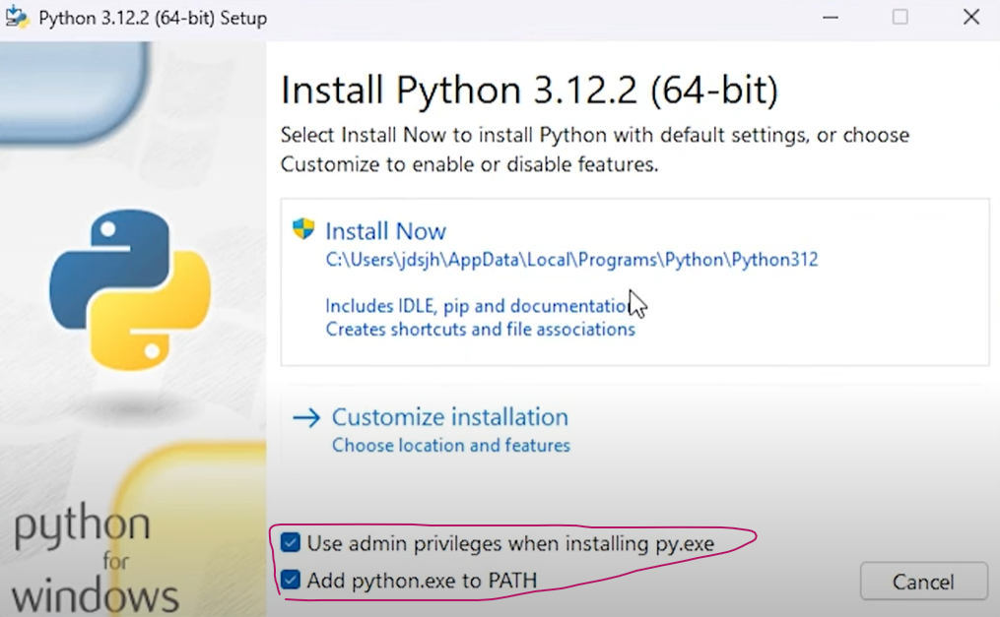 Python 3.12.2 (64-bit) Setup
Install Python 3.12.2 (64-bit)
Select Install Now to install Python with default settings, or choose
Customize to enable or disable features.
Install Now
C:\Users\jdsjh\AppData\Local\Programs\Python\Python312
Includes IDLE, pip and documentation
Creates shortcuts and file associations
Customize installation
Choose location and features
python
for
windows
Use admin privileges when installing py.exe
Add python.exe to PATH
Cancel